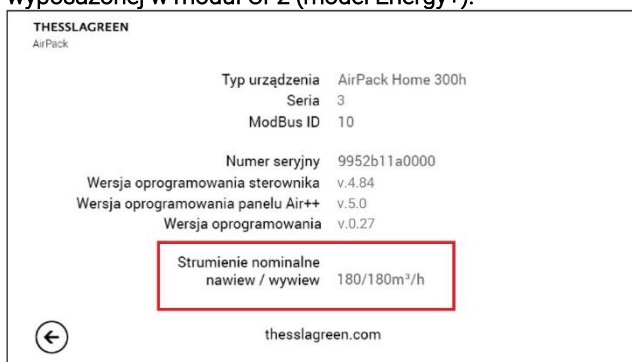 wyposażonej w moduł CF2 (model Energy+).
THESSLAGREEN
AirPack
Typ urządzenia AirPack Home 300h
Seria 3
ModBus ID 10
Numer seryjny 9952b11a0000
Wersja oprogramowania sterownika v.4.84
Wersja oprogramowania panelu Air++ v.5.0
Wersja oprogramowania v.0.27
Strumienie nominalne
nawiew / wywiew 180/180m³/h
thesslagreen.com